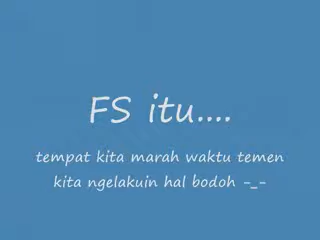 FS itu....
tempat kita marah waktu temen
kita ngelakuin hal bodoh -_-